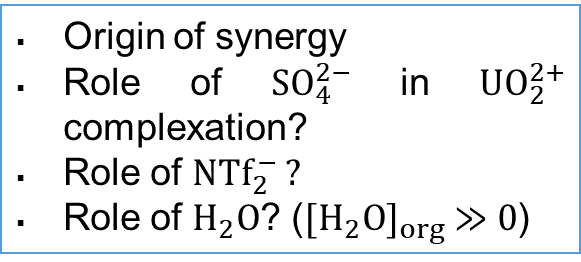 ▪ Origin of synergy
▪ Role of SO₄²⁻ in UO₂²⁺
complexation?
▪ Role of NTf₂⁻ ?
▪ Role of H₂O? ([H₂O]ₒᵣg ≫ 0)